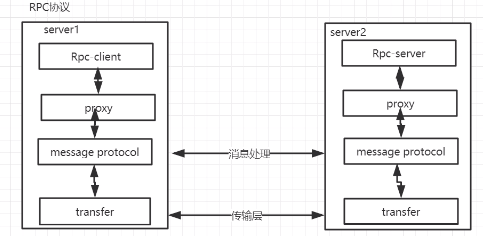 RPC协议
server1
Rpc-client
proxy
message protocol
transfer
消息处理
传输层
server2
Rpc-server
proxy
message protocol
transfer